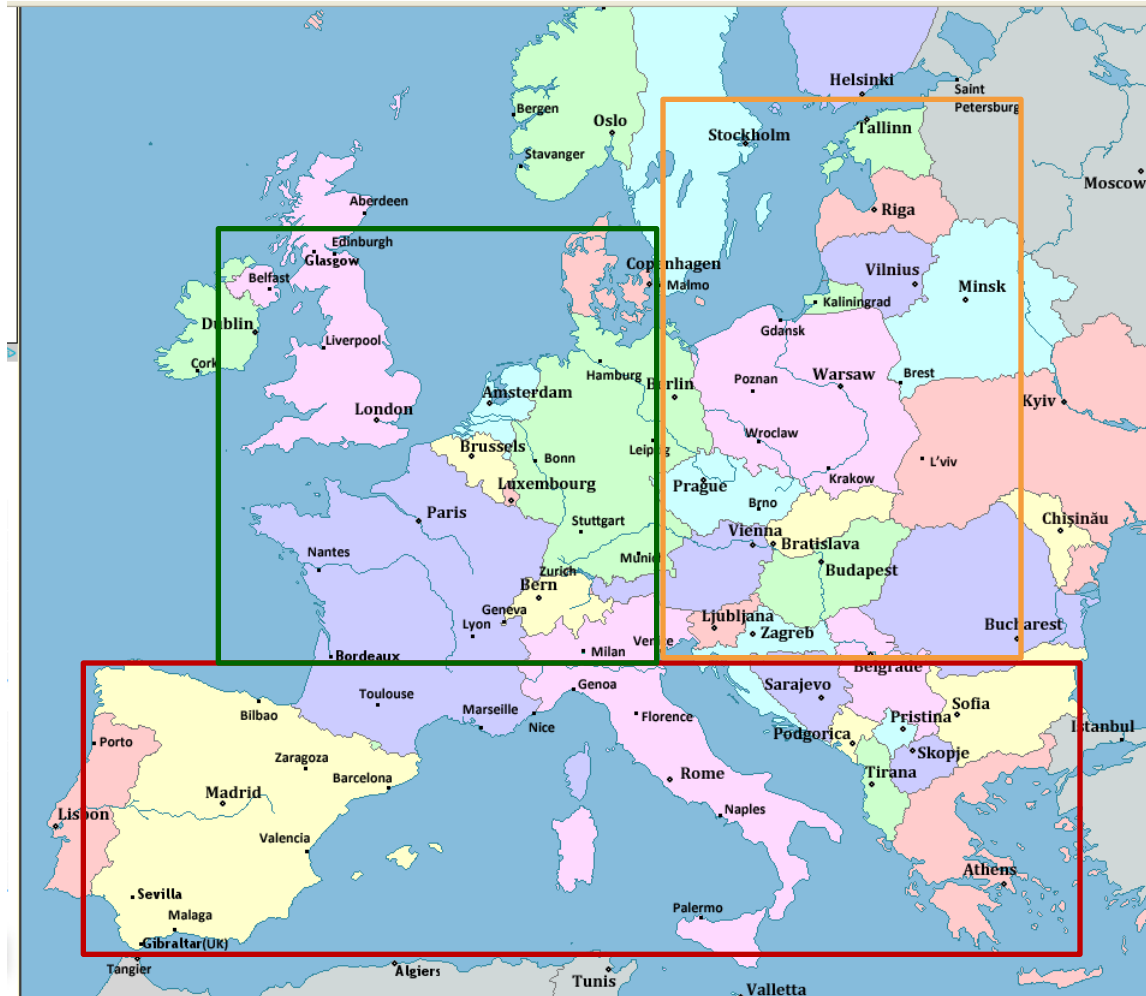 Helsinki
Saint
Petersburg
Bergen
Oslo
Stockholm
Tallinn
Stavanger
Moscow
Aberdeen
Riga
Edinburgh
Glasgow
Copenhagen
Vilnius
Belfast
Malmo
Minsk
Kaliningrad
Dublin
Gdansk
Liverpool
Cork
Hamburg
Berlin
Warsaw
Brest
Amsterdam
Poznan
Kyiv
London
Wroclaw
Brussels
Leipzig
L'viv
Bonn
Krakow
Luxembourg
Prague
Brno
Paris
Stuttgart
Chișinău
Vienna
Bratislava
Nantes
Munich
Budapest
Zurich
Bern
Geneva
Ljubljana
Lyon
Venice
Zagreb
Bucharest
Milan
Bordeaux
Belgrade
Genoa
Sarajevo
Toulouse
Sofia
Bilbao
Marseille
Florence
Pristina
Nice
Istanbul
Porto
Podgorica
Skopje
Zaragoza
Rome
Tirana
Barcelona
Madrid
Lisbon
Naples
Valencia
Athens
Sevilla
Palermo
Malaga
Gibraltar(UK)
Tangier
Algiers
Tunis
Valletta